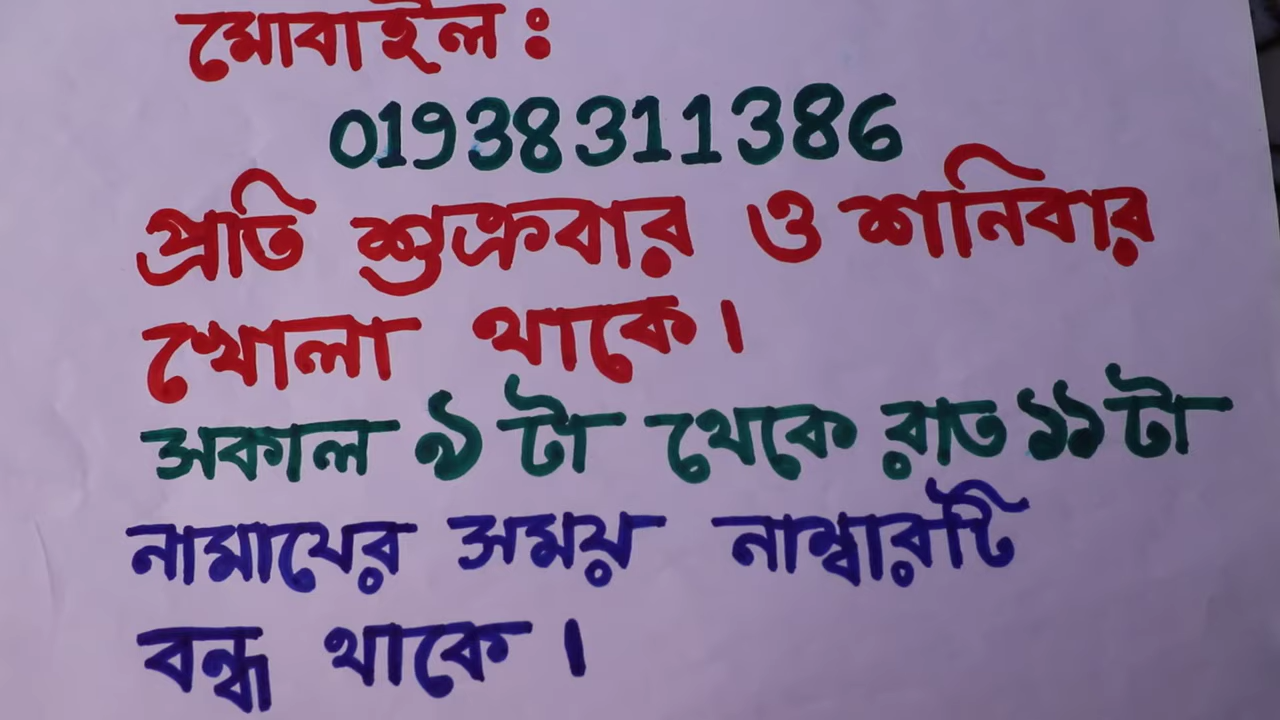 মোবাইল :
01938311386
প্রতি শুক্রবার ও শনিবার
খোলা থাকে।
সকাল ৯ টা থেকে রাত ১১ টা
নামাযের সময় নাম্বারটি
বন্ধ থাকে ।